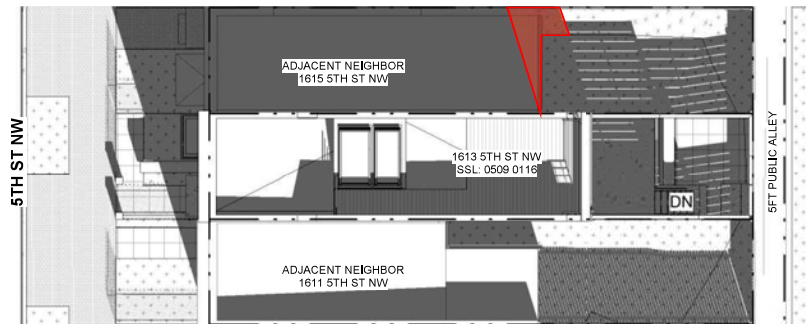 5TH ST NW
ADJACENT NEIGHBOR
1615 5TH ST NW
1613 5TH ST NW
SSL: 0509 0116
DN
5FT PUBLIC ALLEY
ADJACENT NEIGHBOR
1611 5TH ST NW